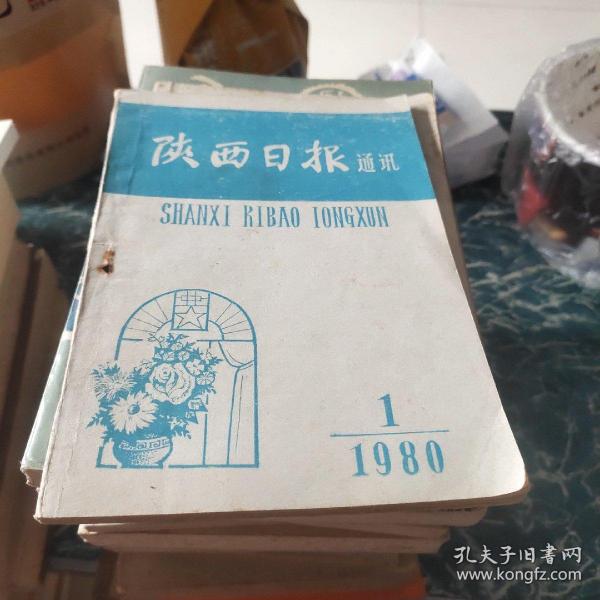 陕西日报 通讯
SHANXI RIBAO TONGXUN
1
1980
孔夫子旧书网
www.kongfz.com